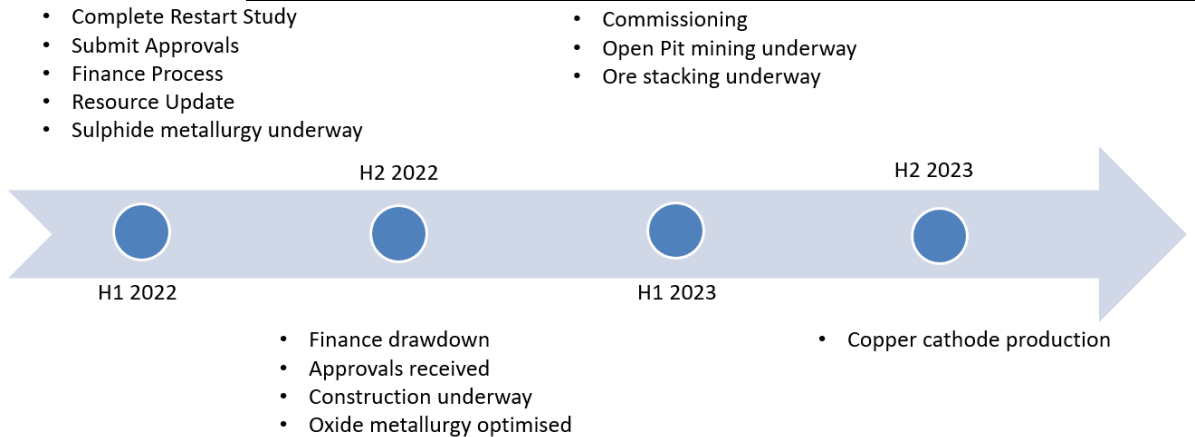 • Complete Restart Study
• Submit Approvals
• Finance Process
• Resource Update
• Sulphide metallurgy underway
H1 2022
H2 2022
• Finance drawdown
• Approvals received
• Construction underway
• Oxide metallurgy optimised
• Commissioning
• Open Pit mining underway
• Ore stacking underway
H1 2023
H2 2023
• Copper cathode production